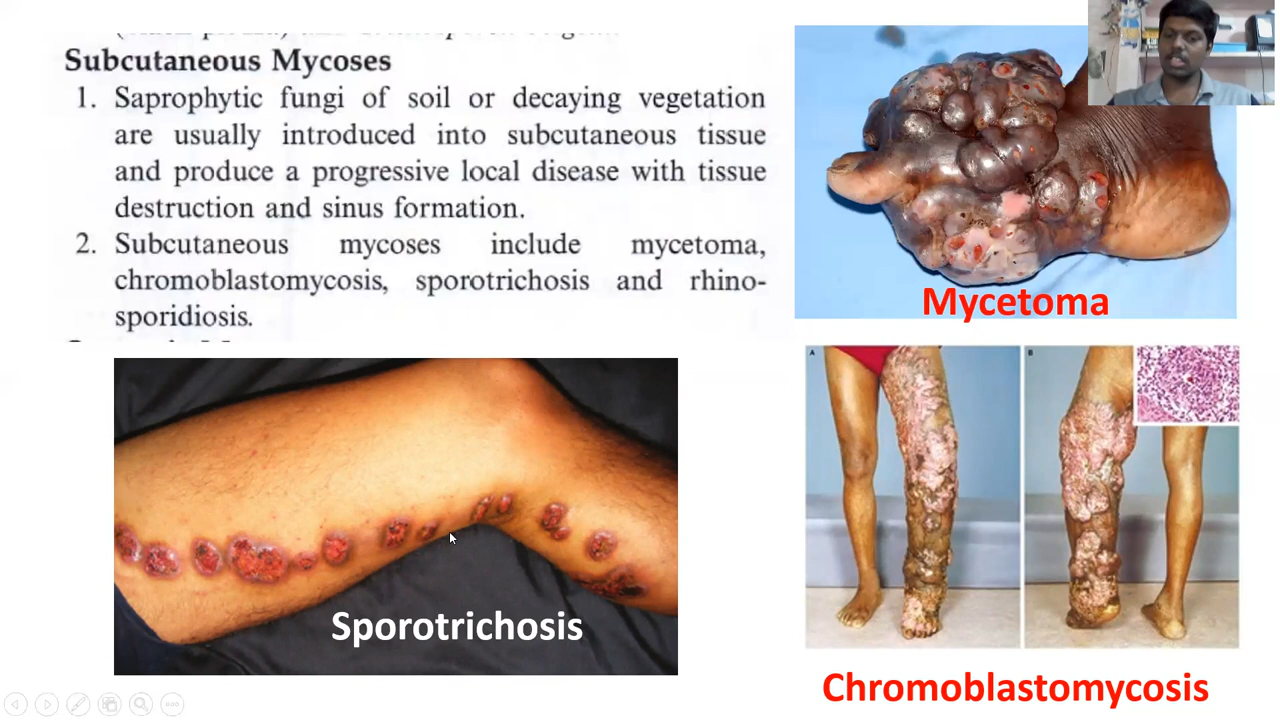 Subcutaneous Mycoses
1. Saprophytic fungi of soil or decaying vegetation
are usually introduced into subcutaneous tissue
and produce a progressive local disease with tissue
destruction and sinus formation.
2. Subcutaneous mycoses include mycetoma,
chromoblastomycosis, sporotrichosis and rhino-
sporidiosis.
Mycetoma
A
B
Sporotrichosis
Chromoblastomycosis